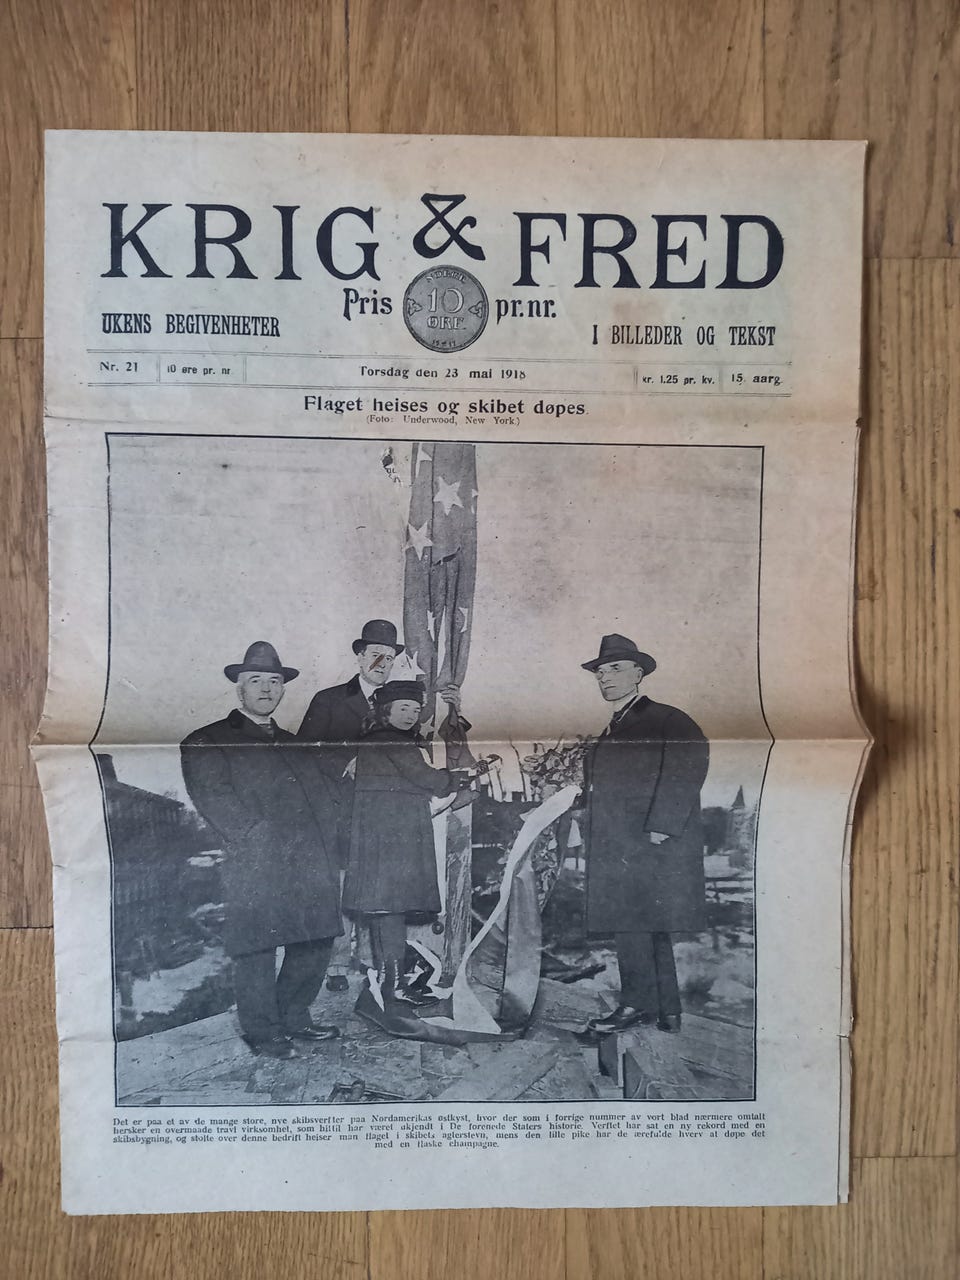 KRIG & FRED
Pris 10 ØRE pr. nr.
NORGE
UKENS BEGIVENHETER
I BILLEDER OG TEKST
Nr. 21 10 øre pr. nr Torsdag den 23 mai 1918 kr. 1.25 pr. kv. 15. aarg.
Flaget heises og skibet døpes.
(Foto: Underwood, New York.)
Det er paa et av de mange store, nye skibsverfter paa Nordamerikas østkyst, hvor der som i forrige nummer av vort blad nærmere omtalt
hersker en overmaade travl virksomhet, som hittil har været ukjendt i De forenede Staters historie. Verftet har sat en ny rekord med en
skibsbygning, og stolte over denne bedrift heiser man flaget i skibets agterstevn, mens den lille pike har de ærefulde hverv at døpe det
med en flaske champagne.